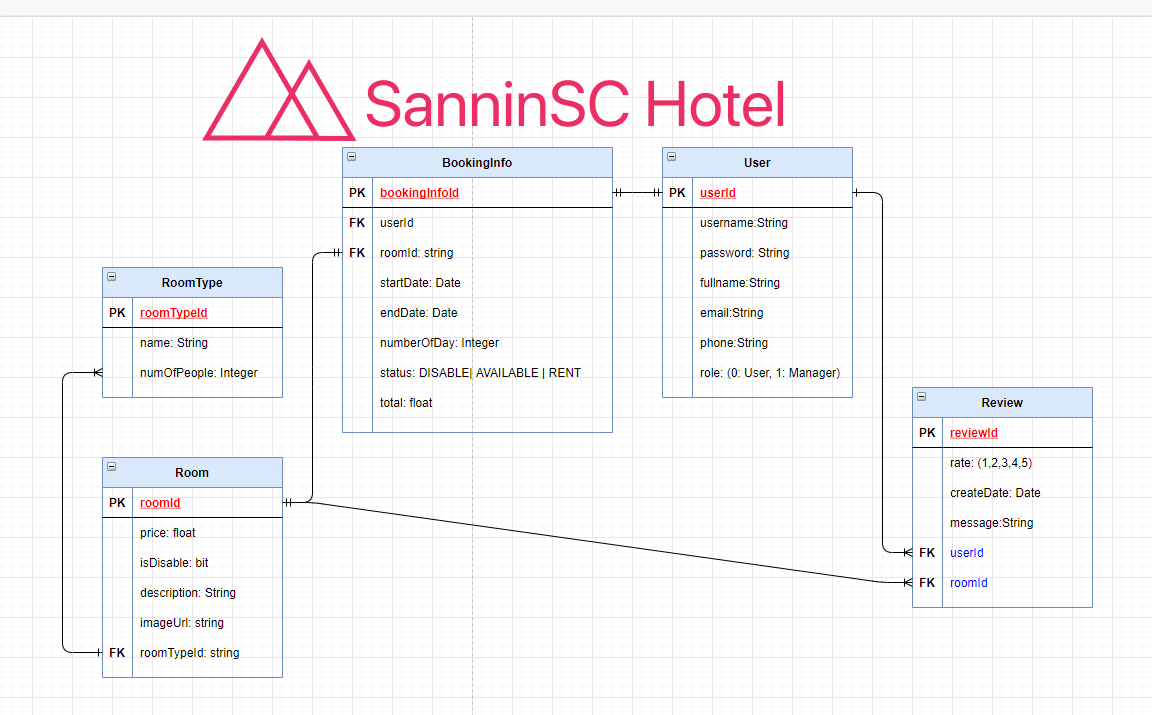 SanninSC Hotel
BookingInfo
PK bookingInfoId
FK userId
FK roomId: string
startDate: Date
endDate: Date
numberOfDay: Integer
status: DISABLE| AVAILABLE | RENT
total: float
User
PK userId
username:String
password: String
fullname:String
email:String
phone:String
role: (0: User, 1: Manager)
RoomType
PK roomTypeId
name: String
numOfPeople: Integer
Room
PK roomId
price: float
isDisable: bit
description: String
imageUrl: string
FK roomTypeId: string
Review
PK reviewId
rate: (1,2,3,4,5)
createDate: Date
message:String
FK userId
FK roomId